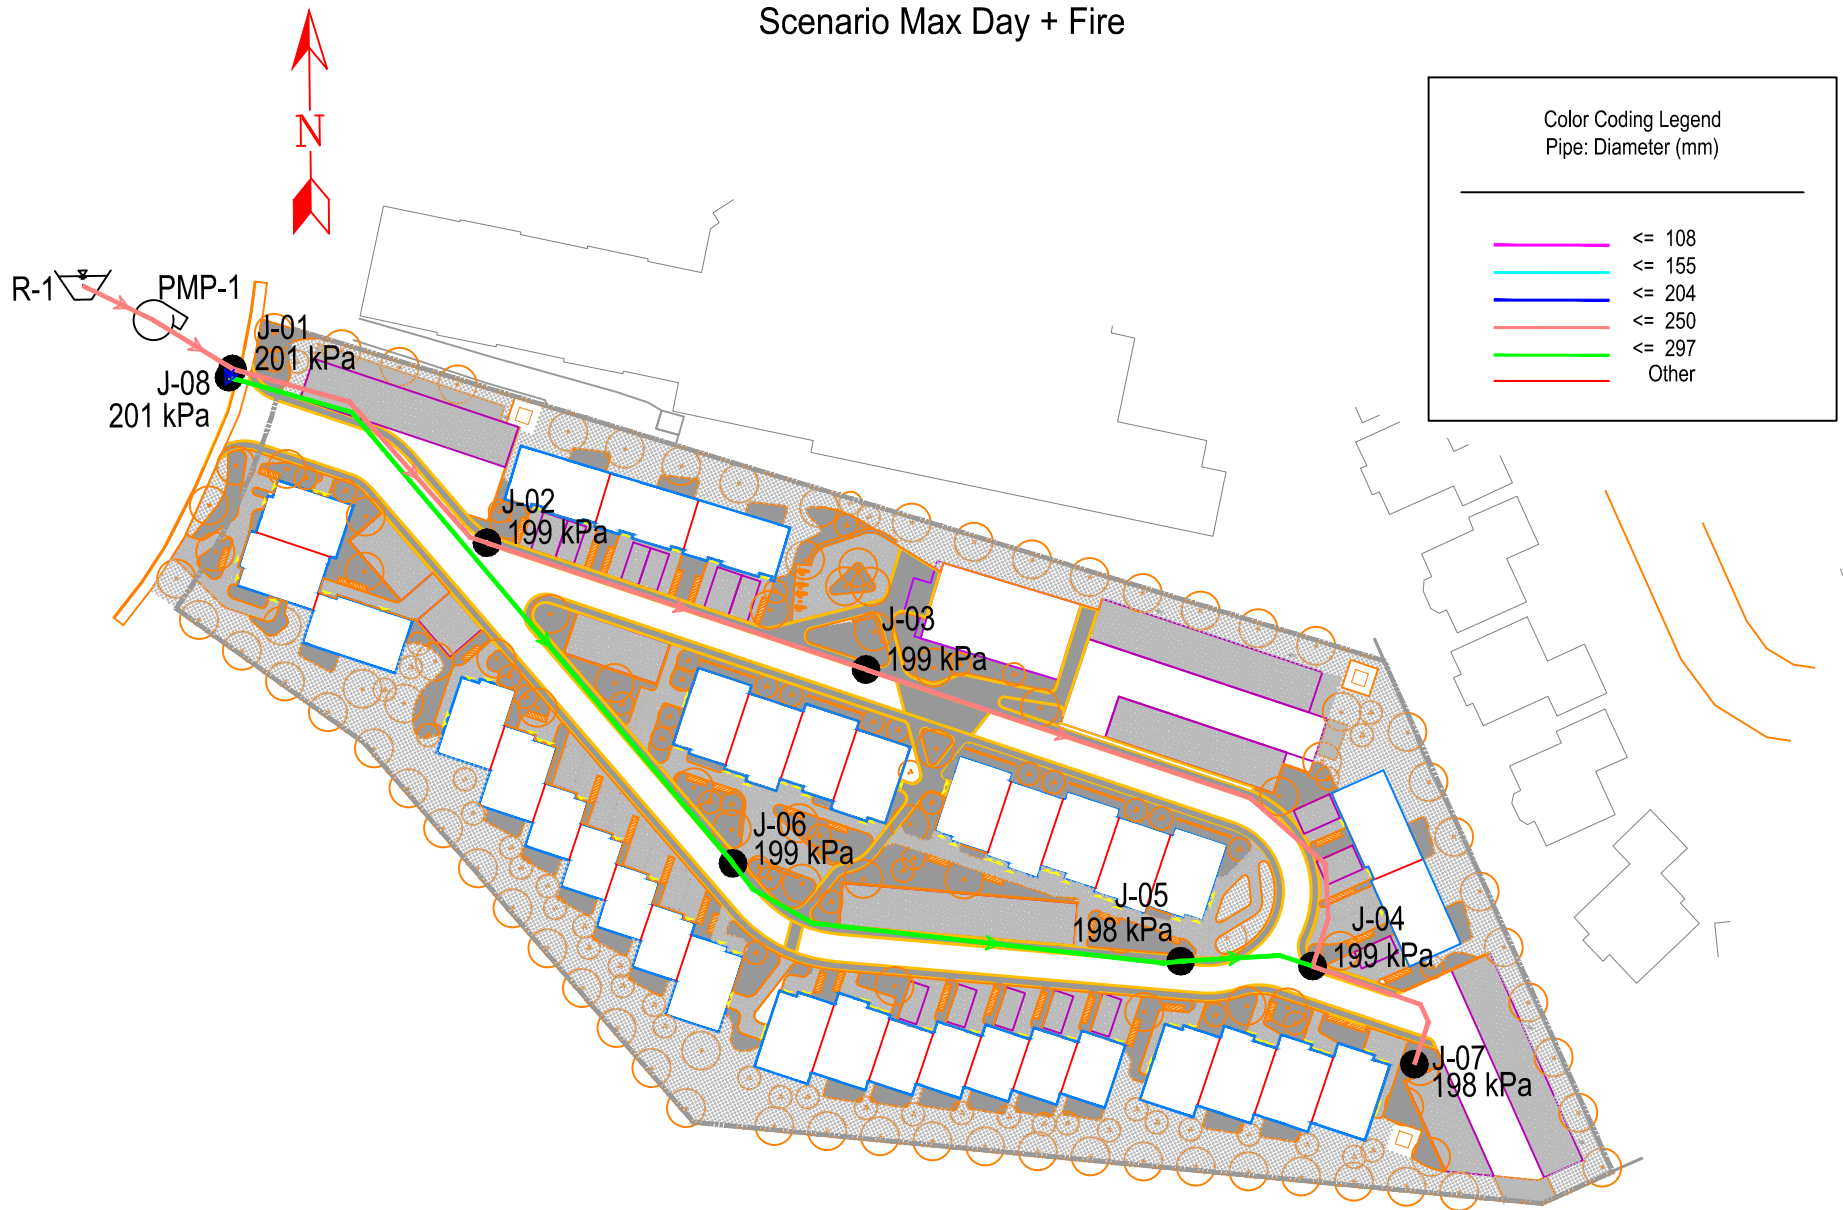 Scenario Max Day + Fire
Color Coding Legend
Pipe: Diameter (mm)
<= 108
<= 155
<= 204
<= 250
<= 297
Other
N
R-1
PMP-1
J-01
201 kPa
J-08
201 kPa
J-02
199 kPa
J-03
199 kPa
J-06
199 kPa
J-05
198 kPa
J-04
199 kPa
J-07
198 kPa